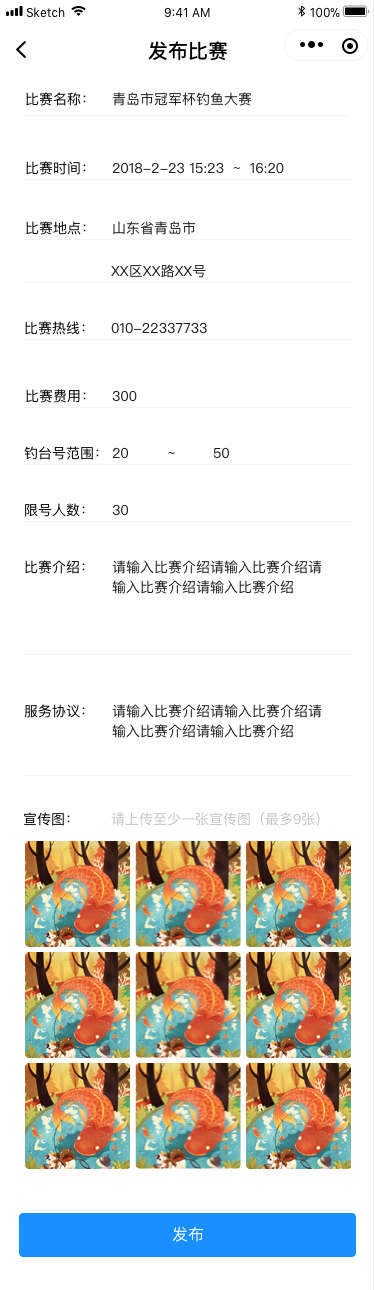 Sketch 9:41 AM 100%
发布比赛
比赛名称： 青岛市冠军杯钓鱼大赛
比赛时间： 2018-2-23 15:23 ~ 16:20
比赛地点： 山东省青岛市
XX区XX路XX号
比赛热线： 010-22337733
比赛费用： 300
钓台号范围： 20 ~ 50
限号人数： 30
比赛介绍： 请输入比赛介绍请输入比赛介绍请
输入比赛介绍请输入比赛介绍
服务协议： 请输入比赛介绍请输入比赛介绍请
输入比赛介绍请输入比赛介绍
宣传图： 请上传至少一张宣传图（最多9张）
发布